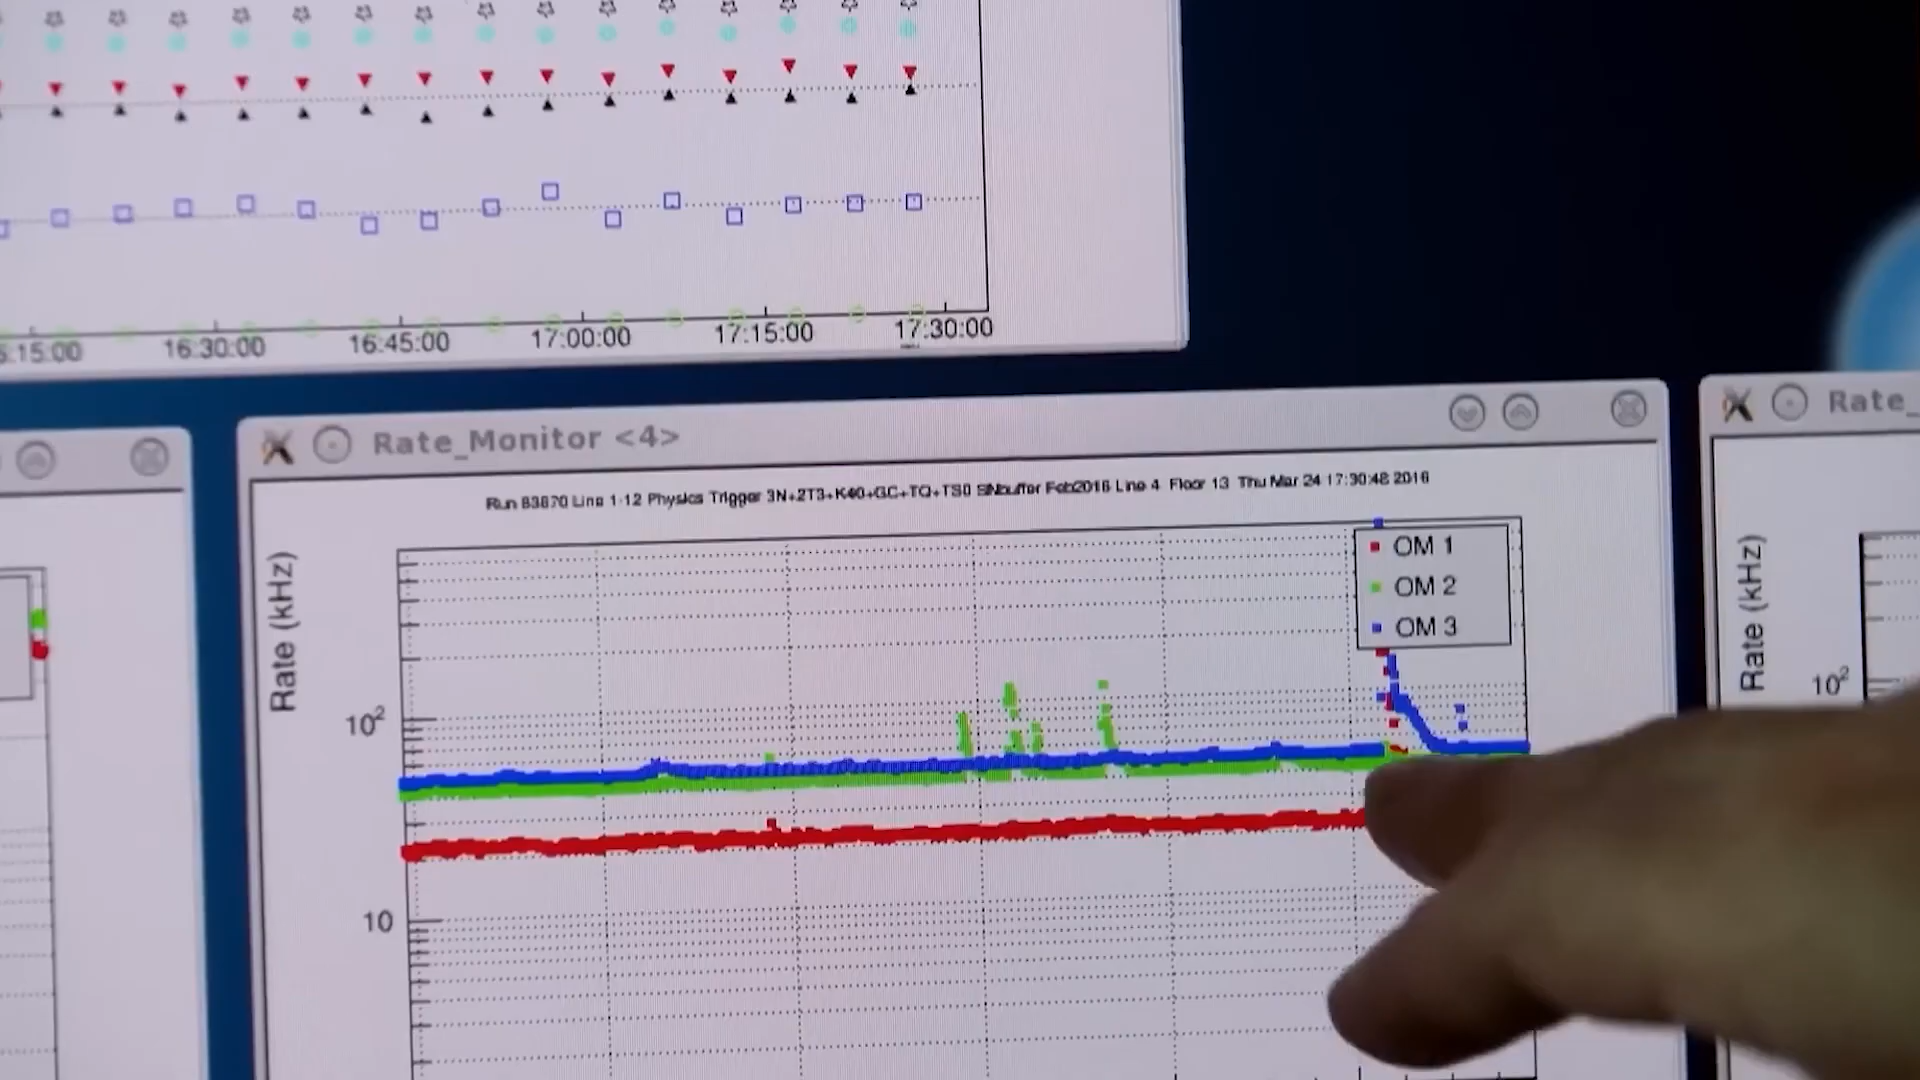 16:30:00 16:45:00 17:00:00 17:15:00 17:30:00
Rate_Monitor <4>
Rate_
Run 83870 Line 1-12 Physics Trigger 3N+2T3+K40+GC+TQ+TS0 SNbuffer Feb2016 Line 4 Floor 13 Thu Mar 24 17:30:48 2016
Rate (kHz)
OM 1
OM 2
OM 3
10²
10
Rate (kHz)
10²